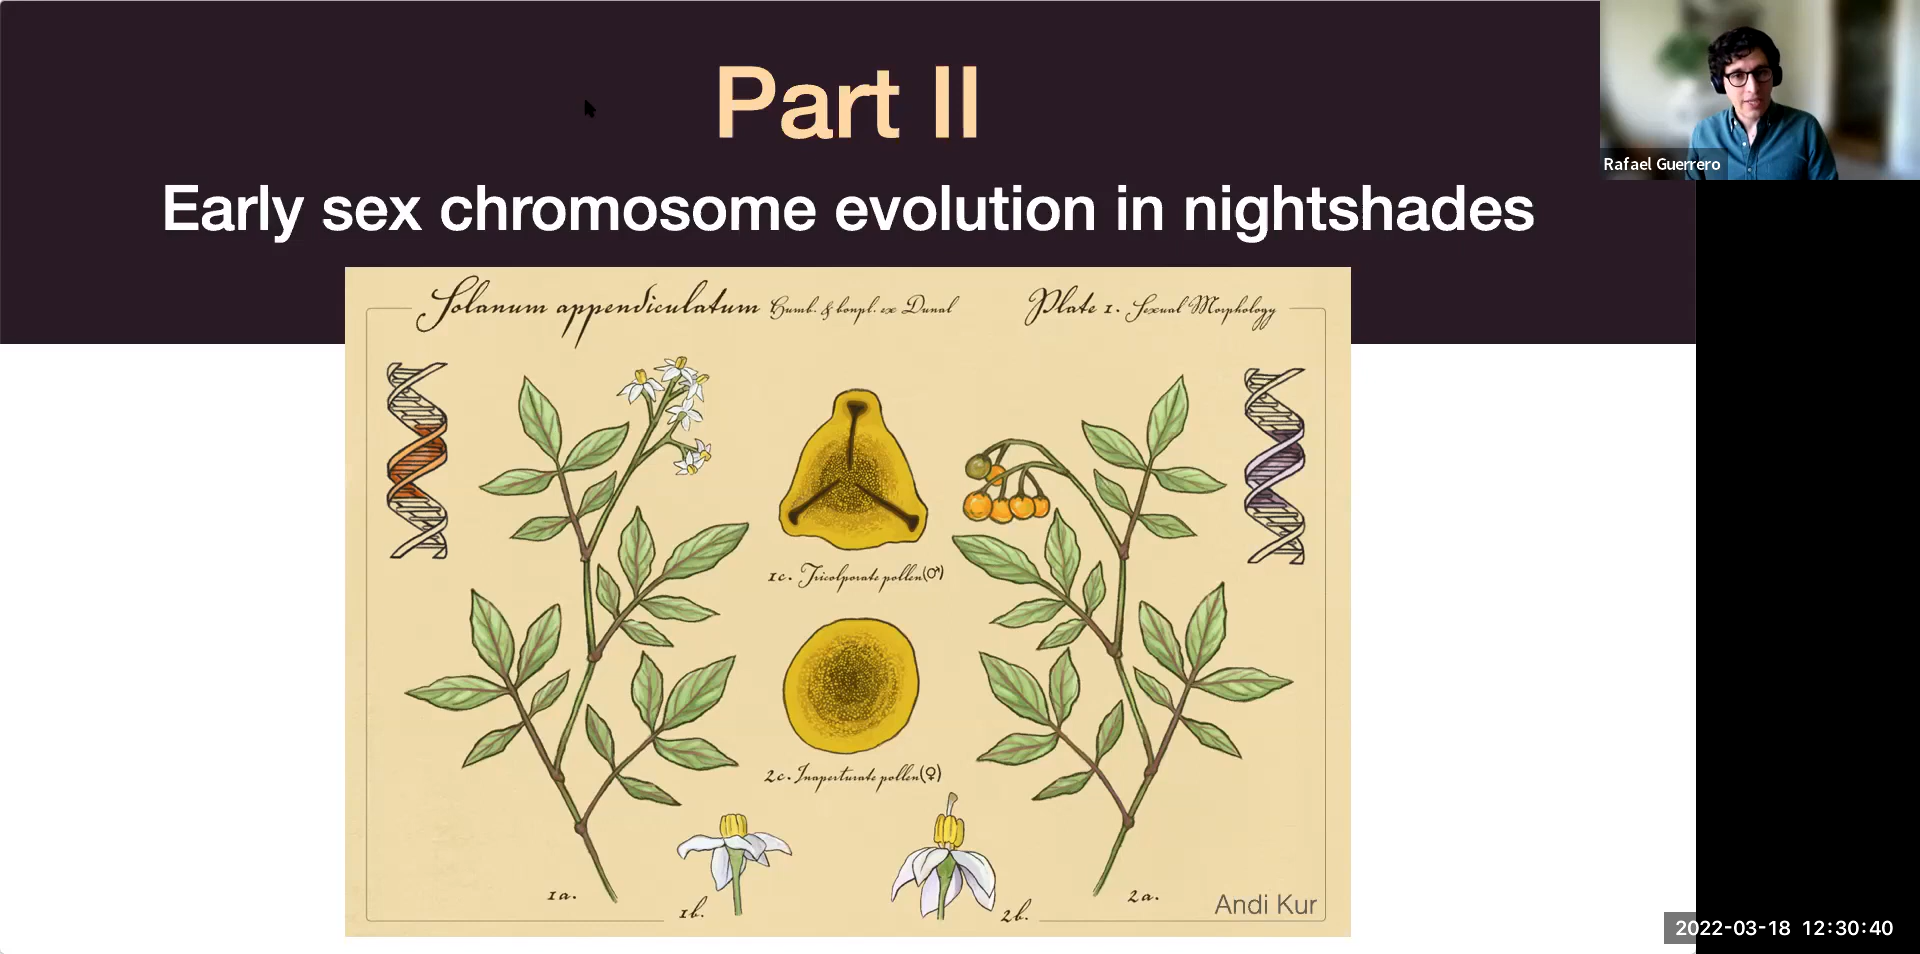 Part II
Rafael Guerrero
Early sex chromosome evolution in nightshades
Solanum appendiculatum Humb. & bonpl. ex Dunal
Plate 1. Sexual Morphology
1c. Tricolporate pollen(♂)
2c. Inaperturate pollen(♀)
1a.
1b.
2b.
2a.
Andi Kur
2022-03-18 12:30:40